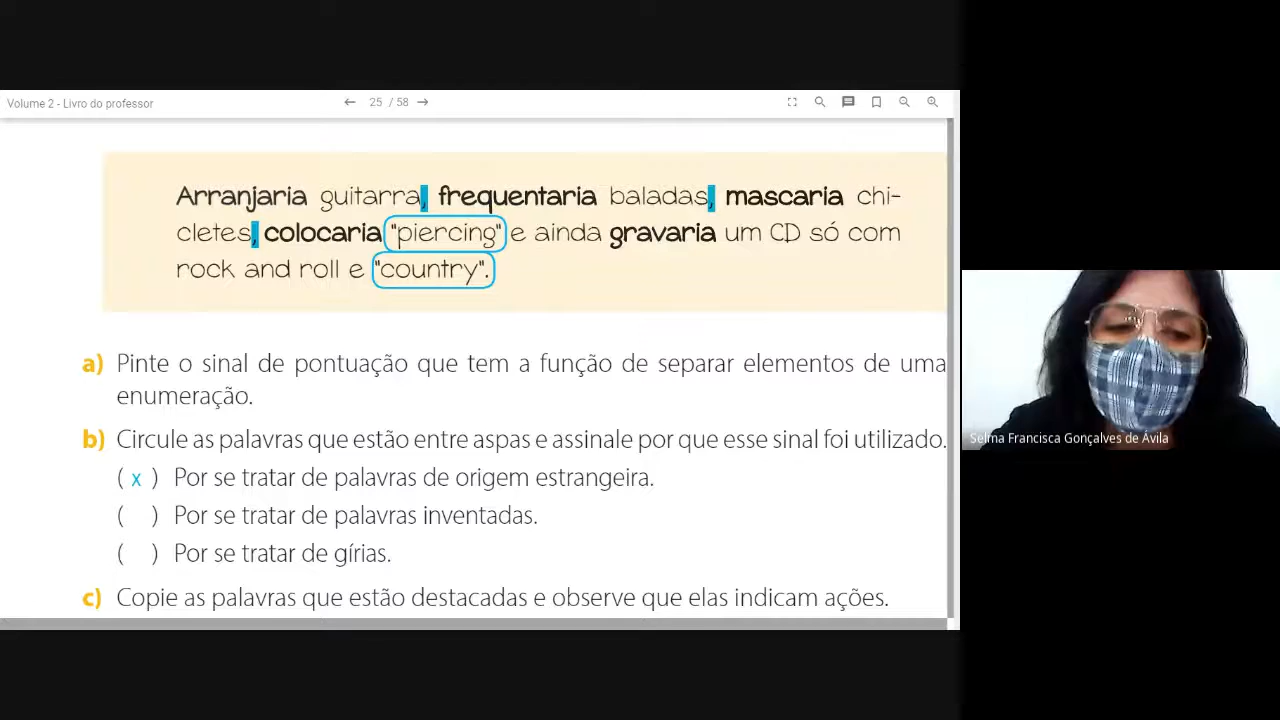 Volume 2 - Livro do professor
25 / 58
Arranjaria guitarra, frequentaria baladas, mascaria chi-
cletes, colocaria "piercing" e ainda gravaria um CD só com
rock and roll e "country".
a) Pinte o sinal de pontuação que tem a função de separar elementos de uma
enumeração.
b) Circule as palavras que estão entre aspas e assinale por que esse sinal foi utilizado.
( x ) Por se tratar de palavras de origem estrangeira.
( ) Por se tratar de palavras inventadas.
( ) Por se tratar de gírias.
c) Copie as palavras que estão destacadas e observe que elas indicam ações.
Selma Francisca Gonçalves de Ávila